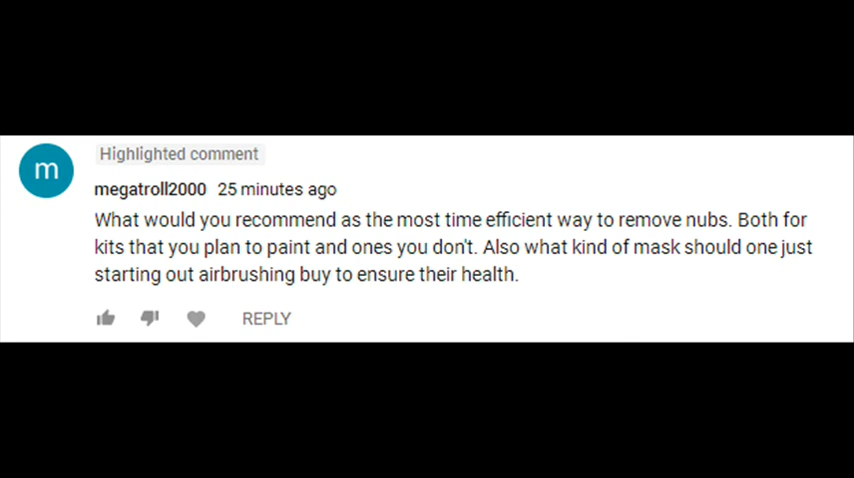 m
Highlighted comment
megatroll2000 25 minutes ago
What would you recommend as the most time efficient way to remove nubs. Both for
kits that you plan to paint and ones you don't. Also what kind of mask should one just
starting out airbrushing buy to ensure their health.
REPLY